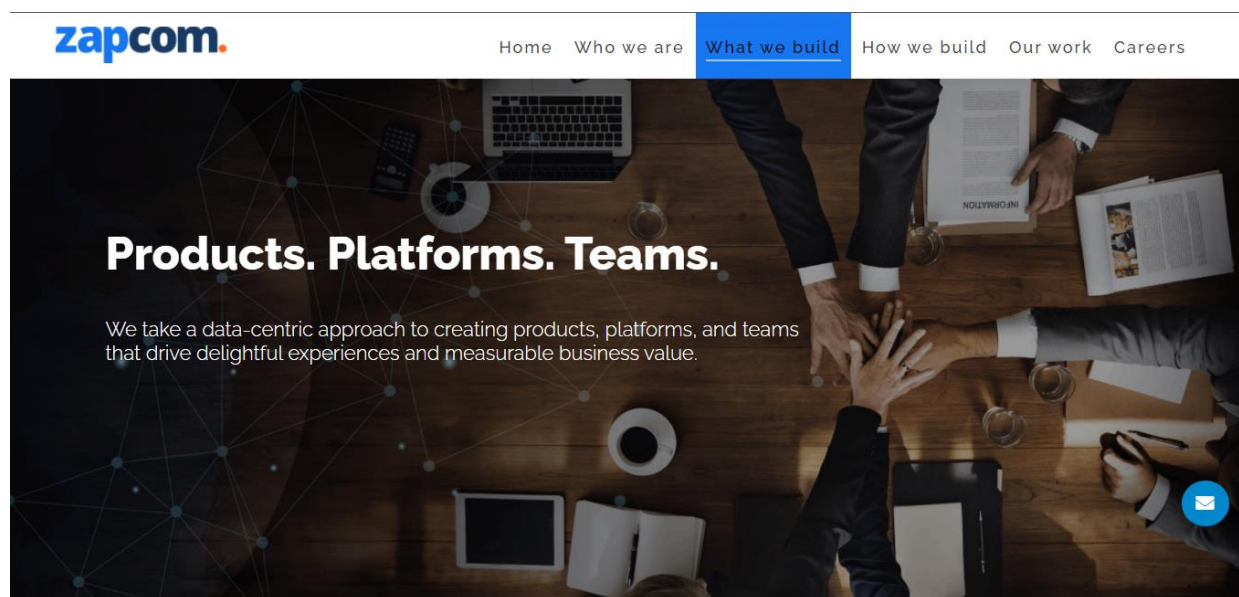 zapcom.
Home Who we are What we build How we build Our work Careers
INFORMATION
Products. Platforms. Teams.
We take a data-centric approach to creating products, platforms, and teams
that drive delightful experiences and measurable business value.